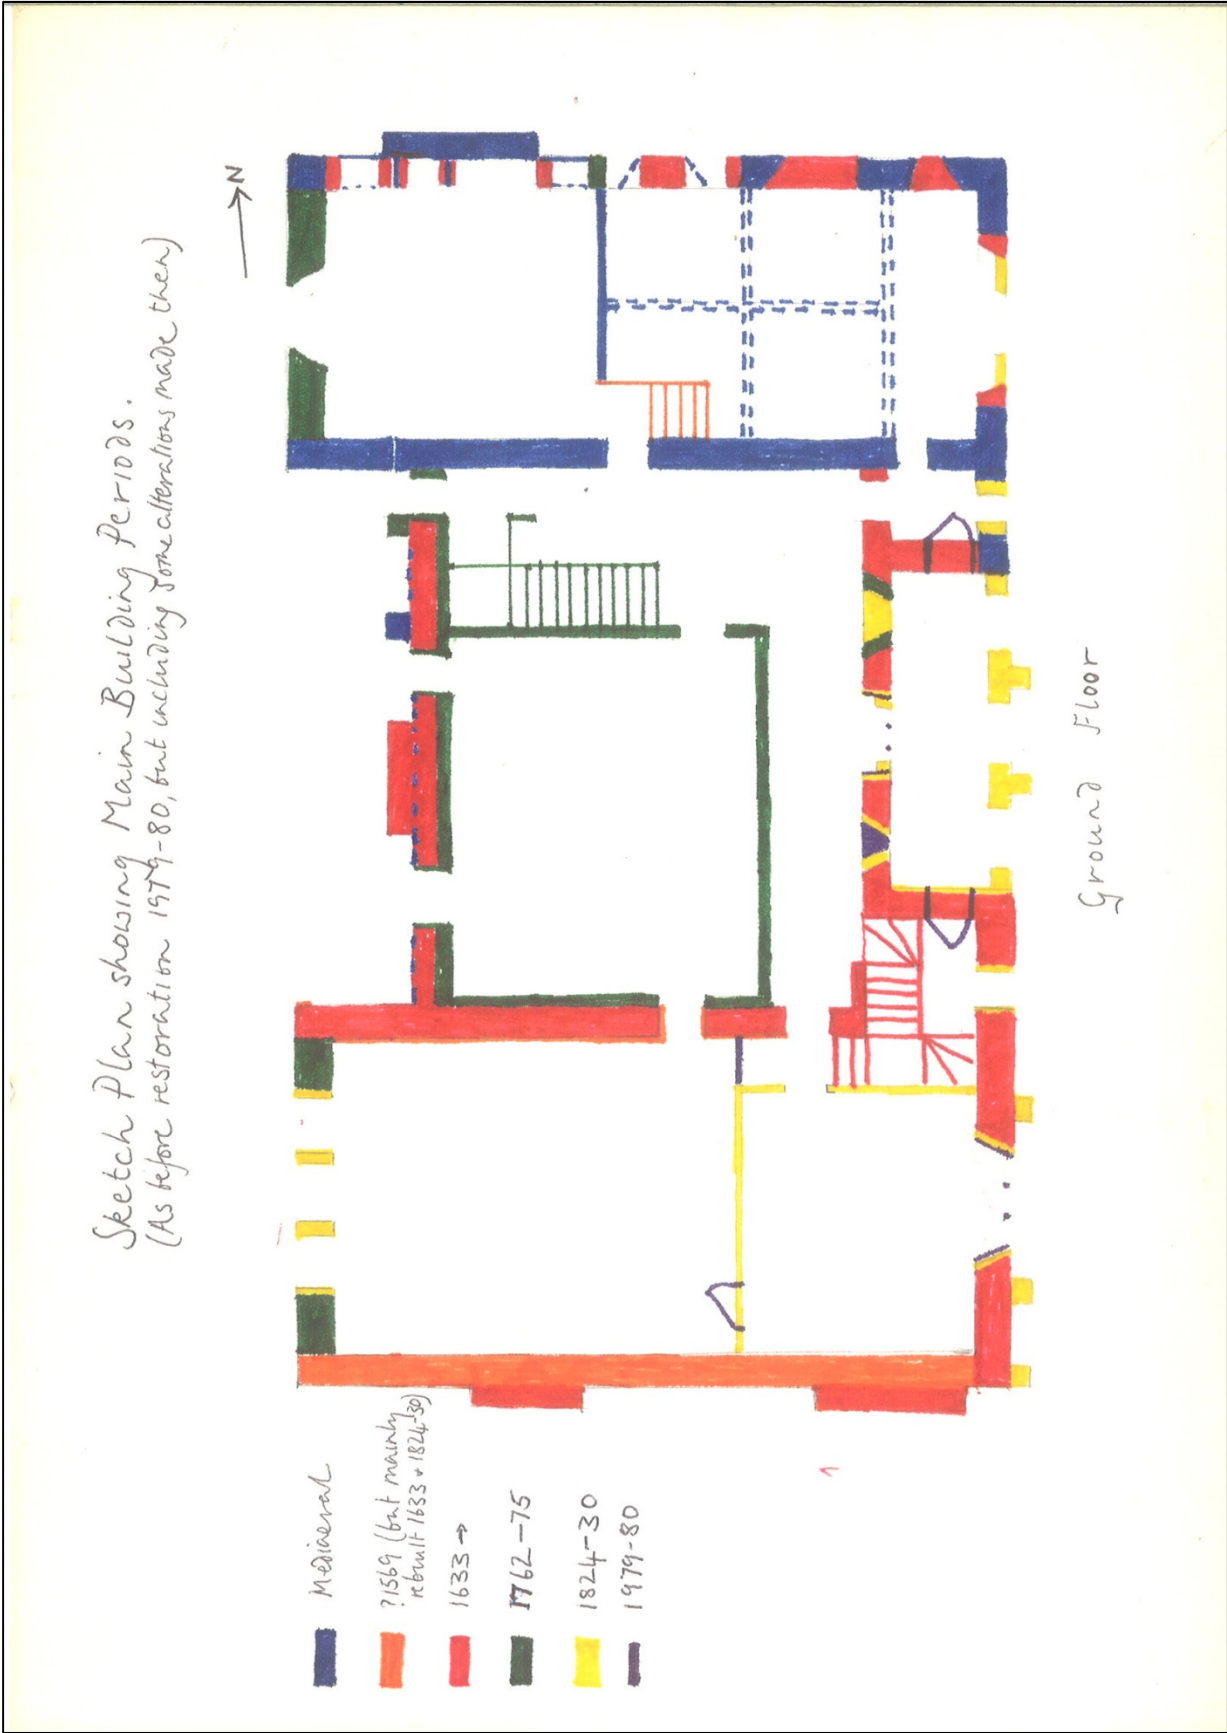 Sketch Plan showing Main Building Periods.
(As before restoration 1979-80, but including some alterations made then)
N
Ground Floor
Mediaeval
?1569 (but mainly
rebuilt 1633 & 1824-30)
1633→
1762-75
1824-30
1979-80